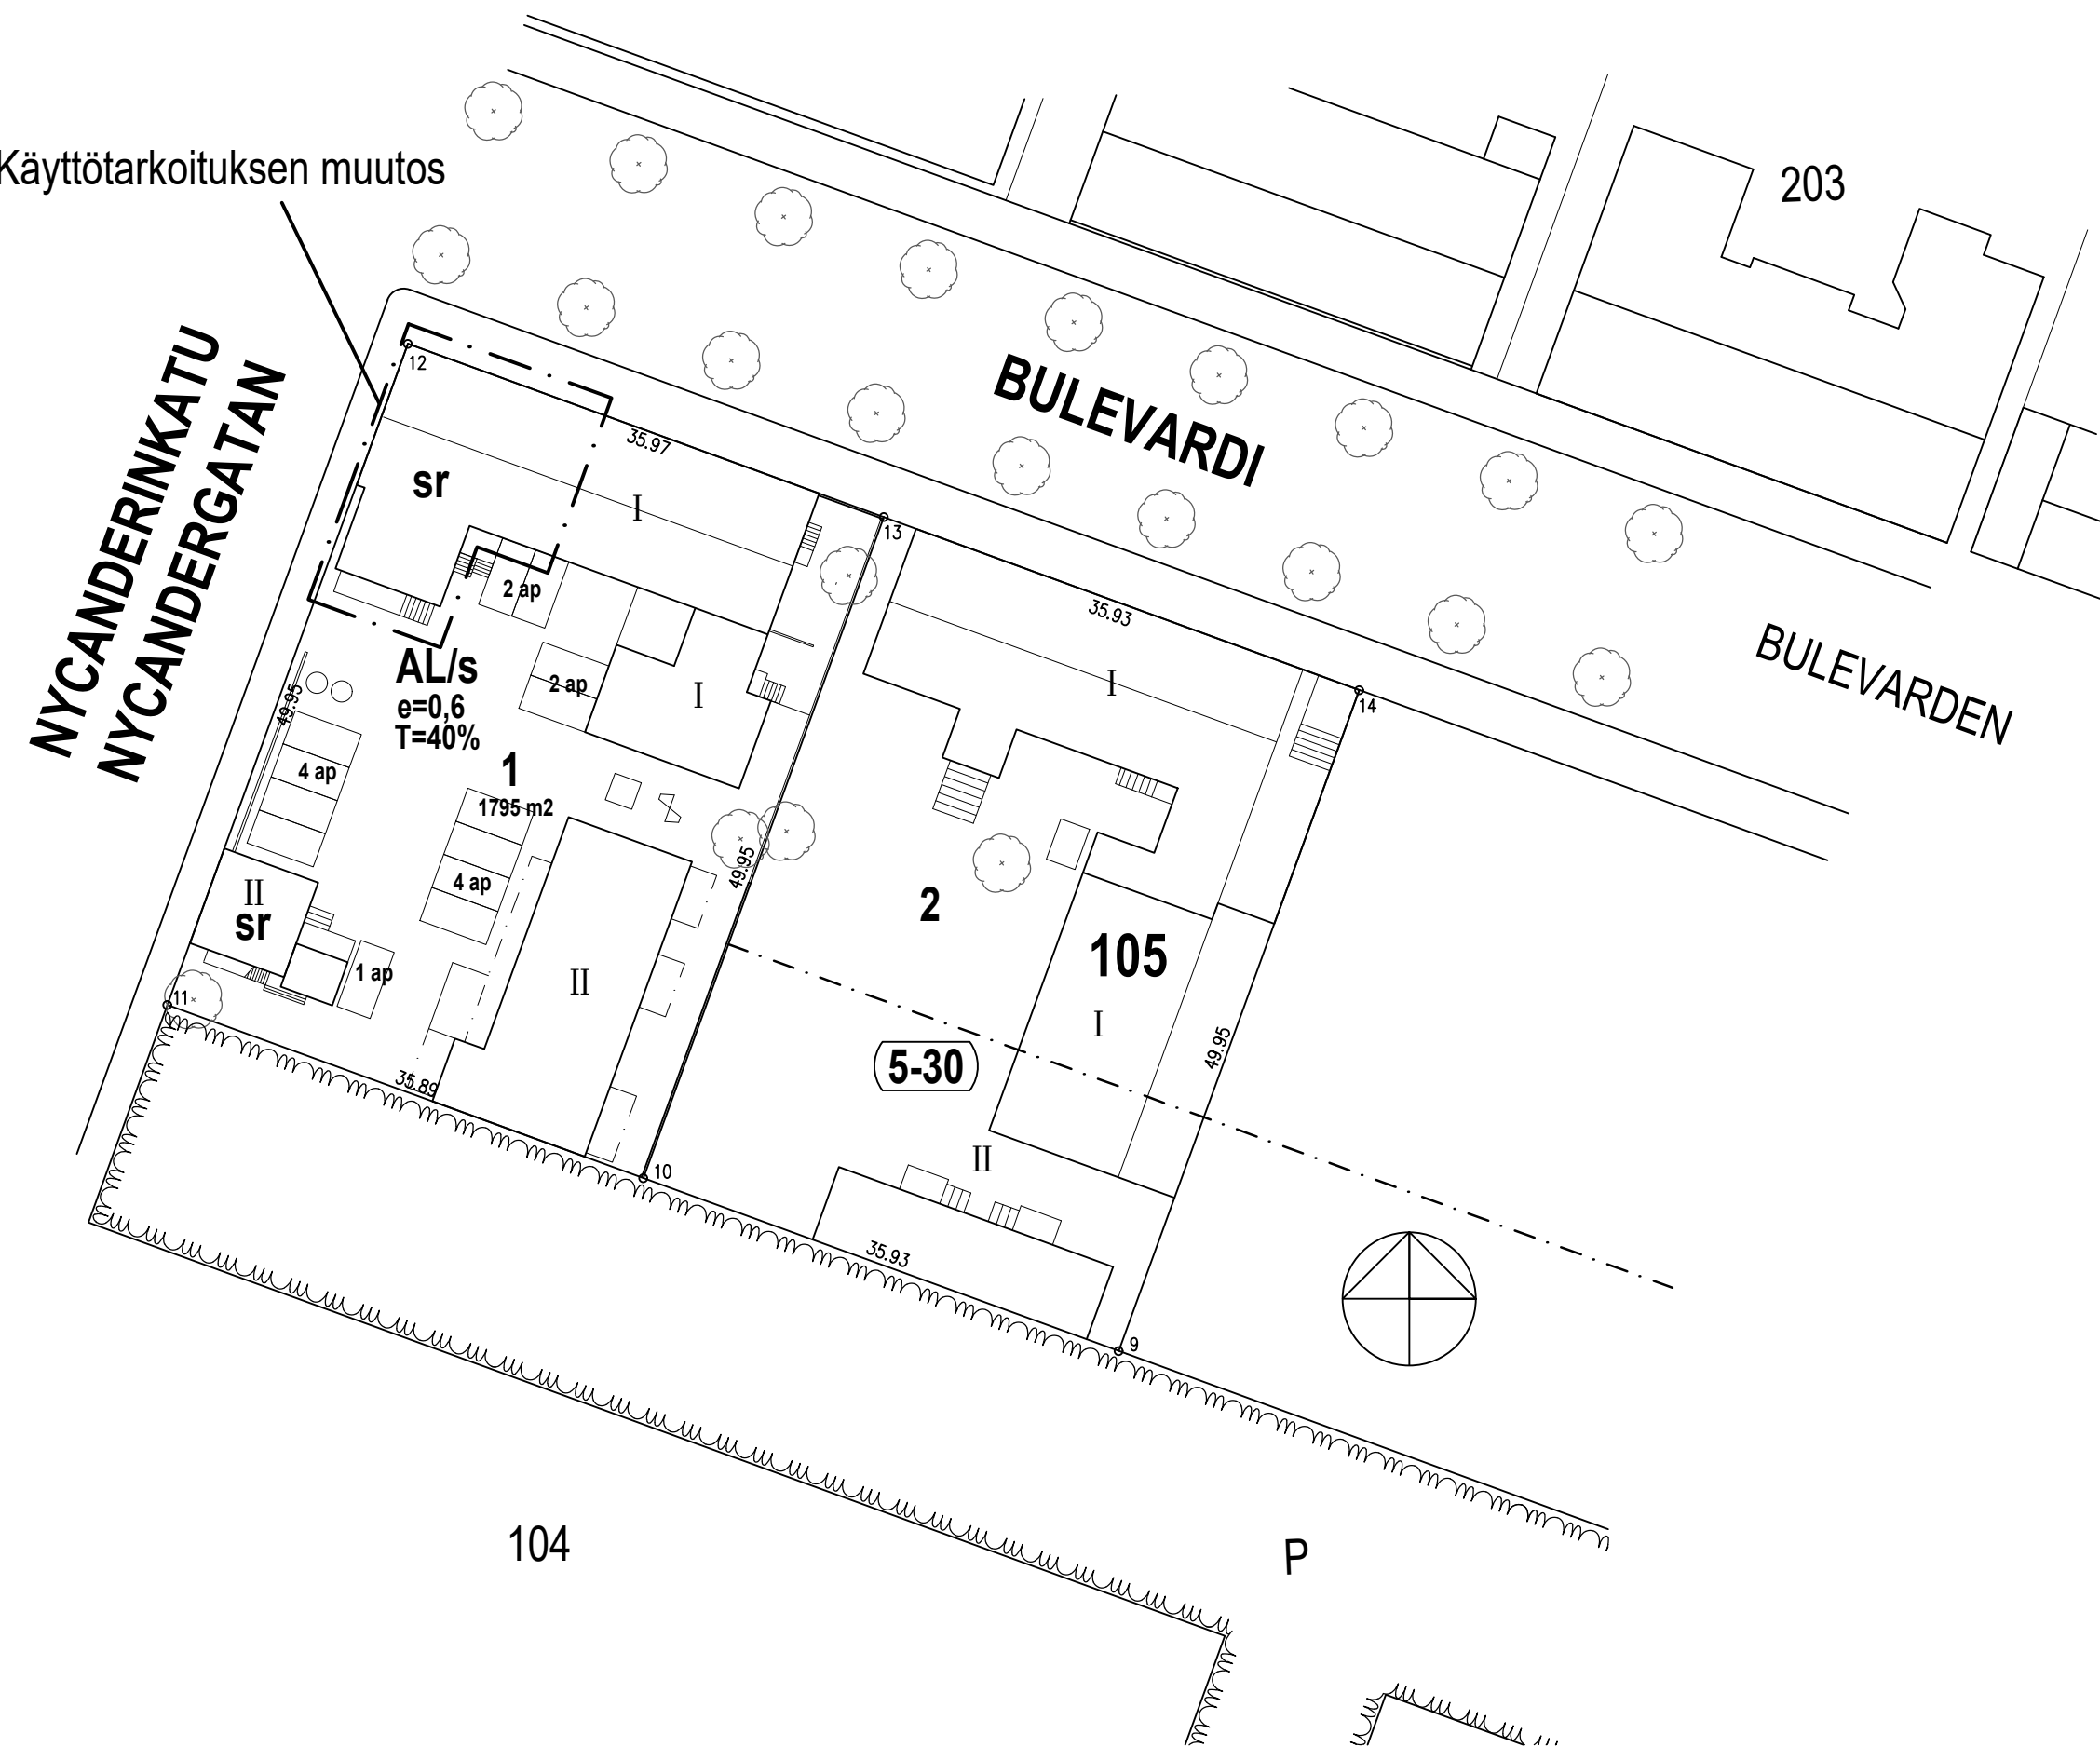 Käyttötarkoituksen muutos
203
12
NYCANDERINKATU
NYCANDERGATAN
BULEVARDI
35.97
sr
I
13
2 ap
35.93
BULEVARDEN
AL/s
e=0,6
T=40%
2 ap
I
I
14
49.95
4 ap
1
1795 m2
4 ap
49.95
II
sr
2
105
1 ap
II
11
I
49.95
5-30
35.89
10
II
35.93
9
104
P